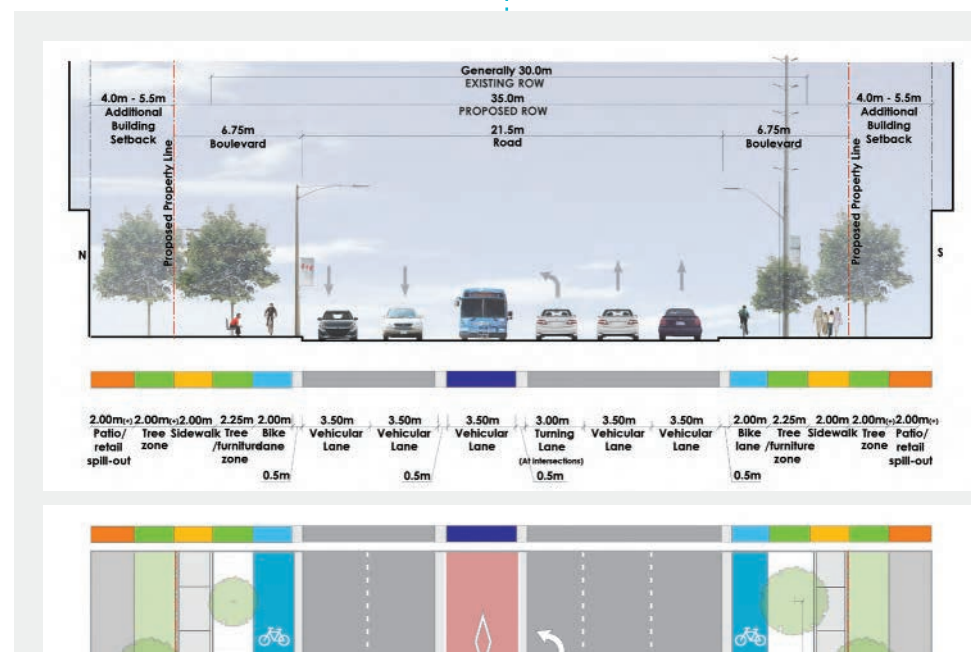 Generally 30.0m
EXISTING ROW
35.0m
PROPOSED ROW
4.0m - 5.5m
Additional
Building
Setback
6.75m
Boulevard
21.5m
Road
6.75m
Boulevard
4.0m - 5.5m
Additional
Building
Setback
Proposed Property Line
Proposed Property Line
N
S
2.00m(+)
Patio/
retail
spill-out
2.00m(+)
Tree
zone
2.00m
Sidewalk
2.25m
Tree
/furniture
zone
2.00m
Bike
lane
0.5m
3.50m
Vehicular
Lane
3.50m
Vehicular
Lane
0.5m
3.50m
Vehicular
Lane
3.00m
Turning
Lane
(At intersections)
0.5m
3.50m
Vehicular
Lane
3.50m
Vehicular
Lane
0.5m
2.00m
Bike
lane
2.25m
Tree
/furniture
zone
2.00m
Sidewalk
2.00m(+)
Tree
zone
2.00m(+)
Patio/
retail
spill-out